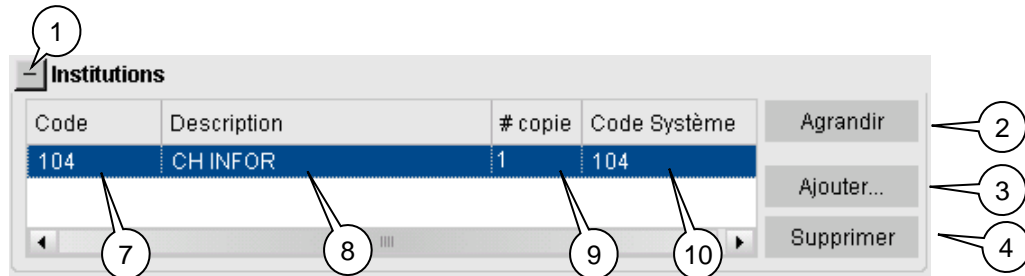 1
Institutions
Code Description # copie Code Système Agrandir 2
104 CH INFOR 1 104
Ajouter... 3
7 8 9 10 Supprimer 4